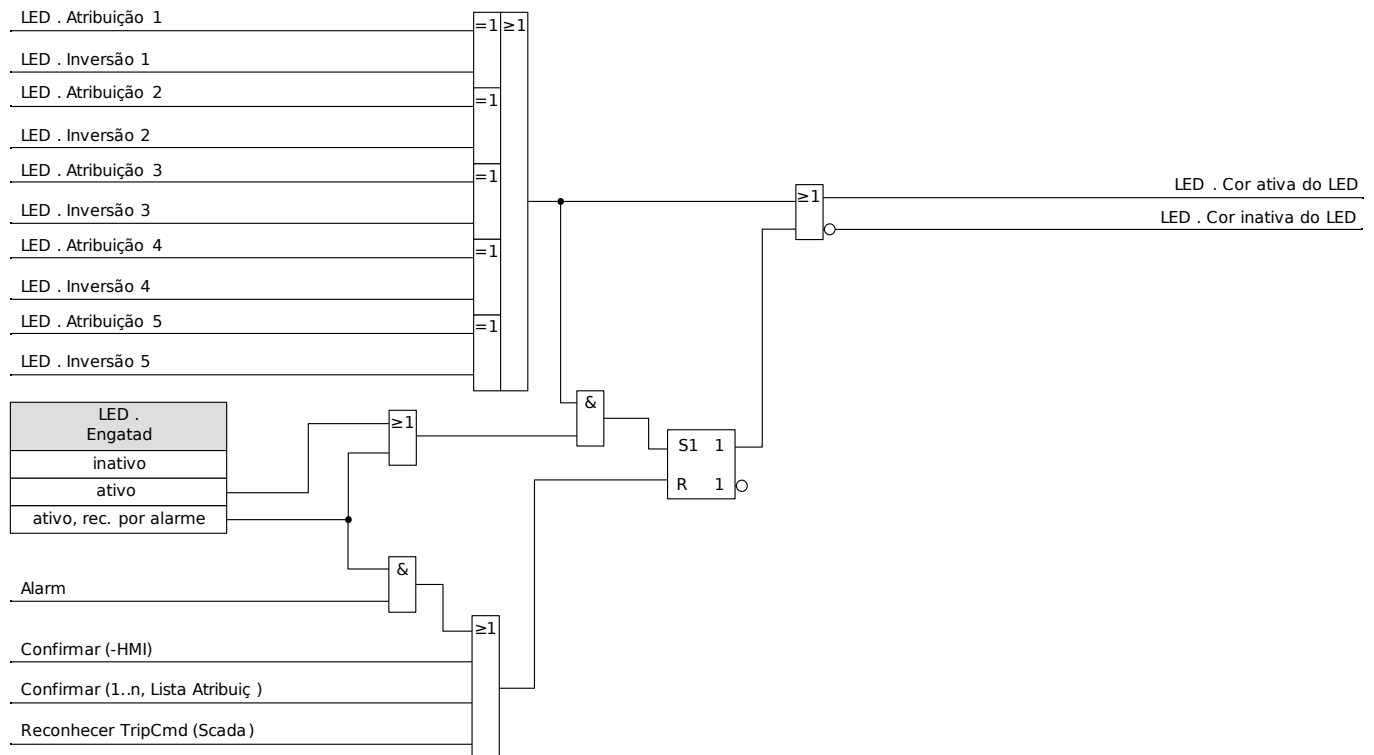 LED . Atribuição 1
=1 ≥1
LED . Inversão 1
LED . Atribuição 2
=1
LED . Inversão 2
LED . Atribuição 3
=1
LED . Inversão 3
LED . Atribuição 4
=1
LED . Inversão 4
LED . Atribuição 5
=1
LED . Inversão 5
≥1
LED . Cor ativa do LED
LED . Cor inativa do LED
LED .
Engatad
inativo
ativo
ativo, rec. por alarme
≥1
&
S1 1
R 1
&
Alarm
≥1
Confirmar (-HMI)
Confirmar (1..n, Lista Atribuiç )
Reconhecer TripCmd (Scada)